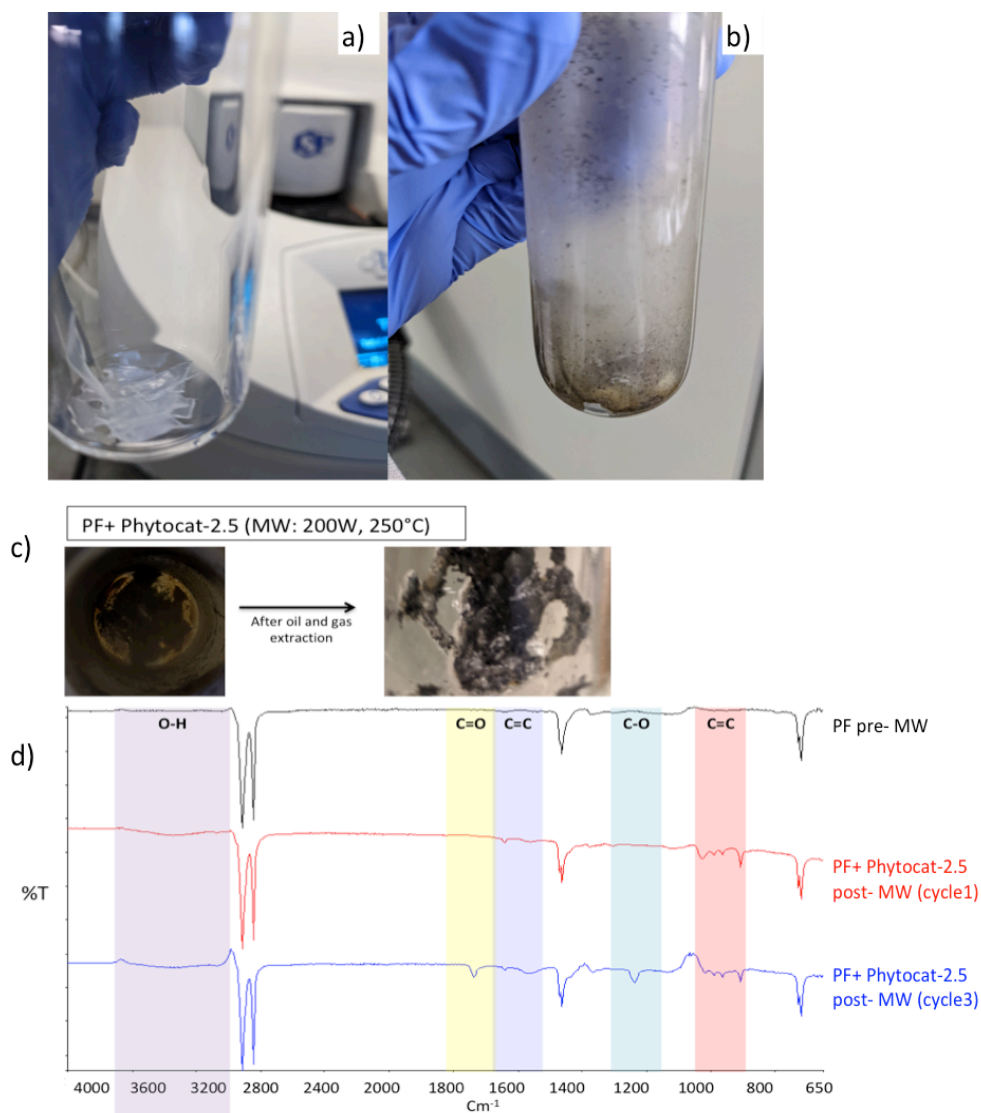 a)
b)
PF+ Phytocat-2.5 (MW: 200W, 250°C)
c)
After oil and gas
extraction
O-H
C=O
C=C
C-O
C=C
PF pre- MW
d)
%T
PF+ Phytocat-2.5
post- MW (cycle1)
PF+ Phytocat-2.5
post- MW (cycle3)
4000 3600 3200 2800 2400 2000 1800 1600 1400 1200 1000 800 650
Cm-1